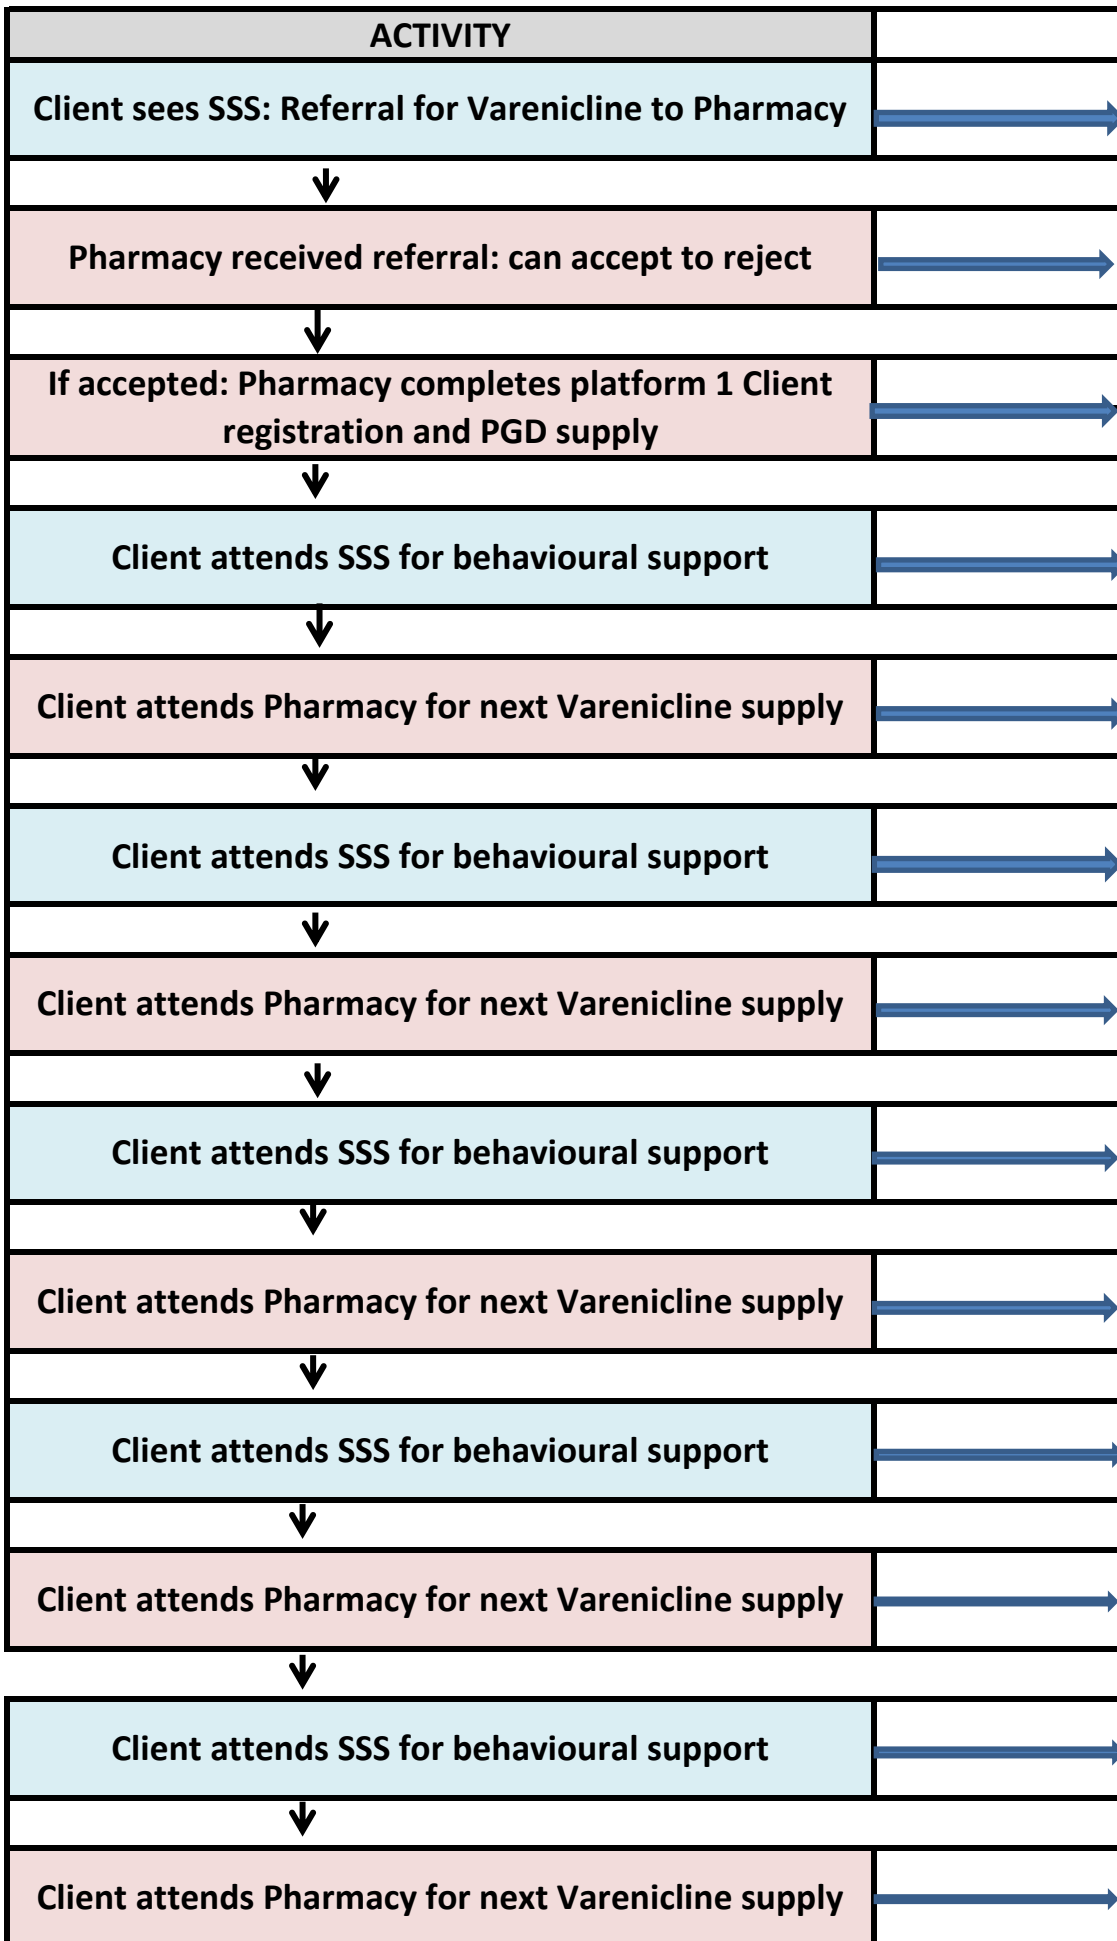 ACTIVITY
Client sees SSS: Referral for Varenicline to Pharmacy
Pharmacy received referral: can accept to reject
If accepted: Pharmacy completes platform 1 Client
registration and PGD supply
Client attends SSS for behavioural support
Client attends Pharmacy for next Varenicline supply
Client attends SSS for behavioural support
Client attends Pharmacy for next Varenicline supply
Client attends SSS for behavioural support
Client attends Pharmacy for next Varenicline supply
Client attends SSS for behavioural support
Client attends Pharmacy for next Varenicline supply
Client attends SSS for behavioural support
Client attends Pharmacy for next Varenicline supply